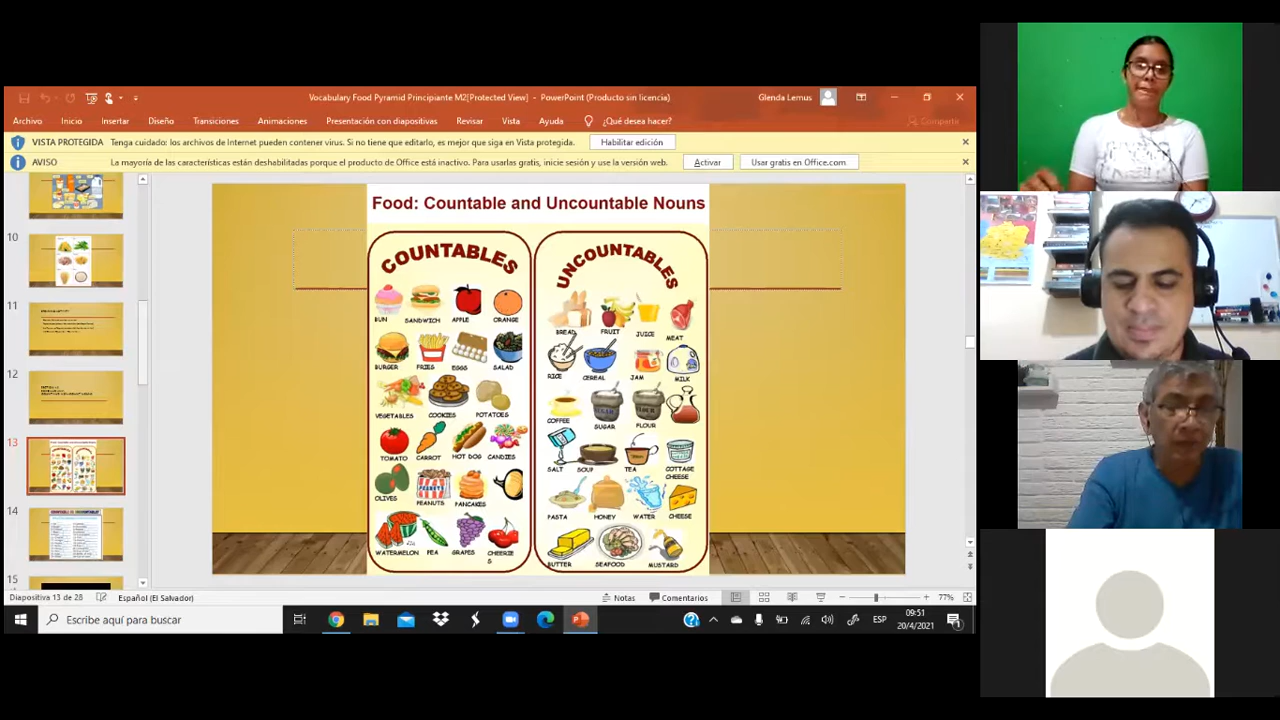 Vocabulary Food Pyramid Principiante M2[Protected View] - PowerPoint (Producto sin licencia)
Glenda Lemus
Archivo Inicio Insertar Diseño Transiciones Animaciones Presentación con diapositivas Revisar Vista Ayuda ¿Qué desea hacer? Compartir
VISTA PROTEGIDA Tenga cuidado: los archivos de Internet pueden contener virus. Si no tiene que editarlo, es mejor que siga en Vista protegida. Habilitar edición
AVISO La mayoría de las características están deshabilitadas porque el producto de Office está inactivo. Para usarlas gratis, inicie sesión y use la versión web. Activar Usar gratis en Office.com
10
11
12
13
14
15
Food: Countable and Uncountable Nouns
COUNTABLES
BUN SANDWICH APPLE ORANGE
BURGER FRIES EGGS SALAD
VEGETABLES COOKIES POTATOES
TOMATO CARROT HOT DOG CANDIES
OLIVES PEANUTS PANCAKES
WATERMELON PEA GRAPES CHEERIE
S
UNCOUNTABLES
BREAD FRUIT JUICE MEAT
RICE CEREAL JAM MILK
COFFEE SUGAR FLOUR
SALT SOUP TEA COTTAGE
CHEESE
PASTA HONEY WATER CHEESE
BUTTER SEAFOOD MUSTARD
Diapositiva 13 de 28 Español (El Salvador) Notas Comentarios 77%
Escribe aquí para buscar
ESP
09:51
20/4/2021